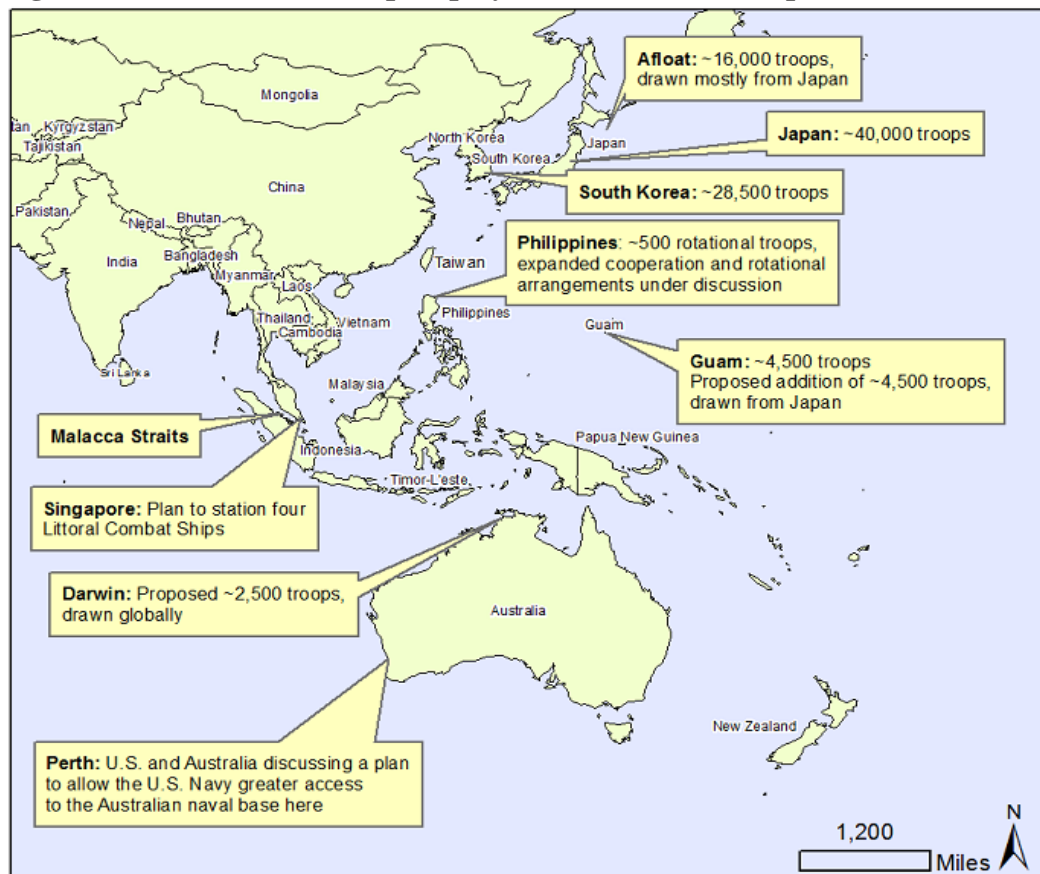 Afloat: ~16,000 troops,
drawn mostly from Japan
Mongolia
Kyrgyzstan
Tajikistan
North Korea
Japan
Japan: ~40,000 troops
South Korea
China
South Korea: ~28,500 troops
Pakistan
Nepal
Bhutan
Philippines: ~500 rotational troops,
expanded cooperation and rotational
arrangements under discussion
India
Bangladesh
Taiwan
Myanmar
Laos
Philippines
Thailand
Vietnam
Cambodia
Guam
Guam: ~4,500 troops
Proposed addition of ~4,500 troops,
drawn from Japan
Sri Lanka
Malaysia
Malacca Straits
Papua New Guinea
Indonesia
Timor-L'este
Singapore: Plan to station four
Littoral Combat Ships
Darwin: Proposed ~2,500 troops,
drawn globally
Australia
New Zealand
Perth: U.S. and Australia discussing a plan
to allow the U.S. Navy greater access
to the Australian naval base here
N
1,200
Miles